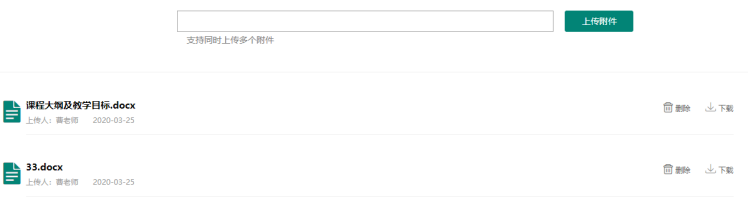 上传附件
支持同时上传多个附件
课程大纲及教学目标.docx
删除 下载
上传人：曹老师 2020-03-25
33.docx
删除 下载
上传人：曹老师 2020-03-25